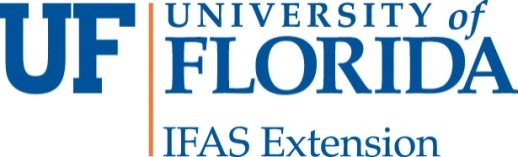 UF
UNIVERSITY of
FLORIDA
IFAS Extension